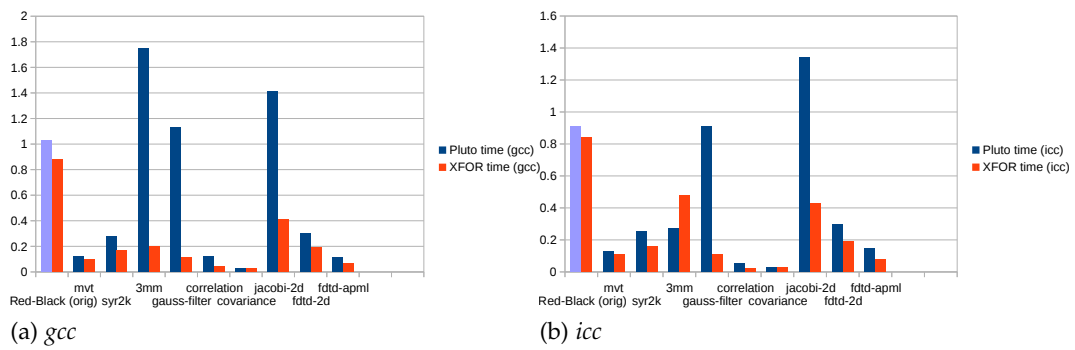 2
1.8
1.6
1.4
1.2
1
0.8
0.6
0.4
0.2
0
Pluto time (gcc)
XFOR time (gcc)
mvt 3mm correlation jacobi-2d fdtd-apml
Red-Black (orig) syr2k gauss-filter covariance fdtd-2d
(a) gcc
1.6
1.4
1.2
1
0.8
0.6
0.4
0.2
0
Pluto time (icc)
XFOR time (icc)
mvt 3mm correlation jacobi-2d fdtd-apml
Red-Black (orig) syr2k gauss-filter covariance fdtd-2d
(b) icc